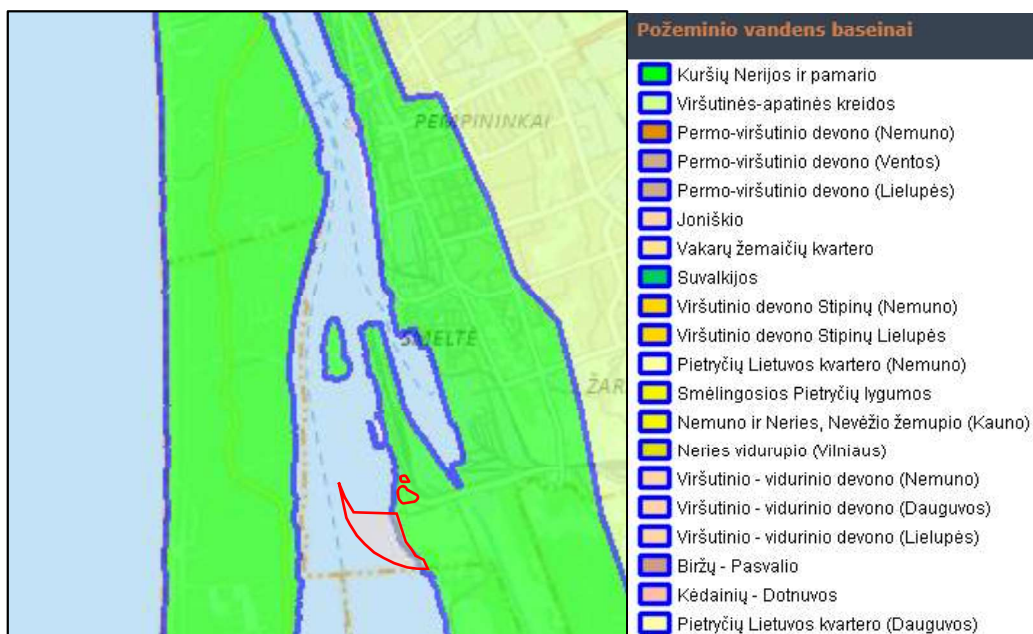 PEMPININKAI
SMELTĖ
ŽAR
Požeminio vandens baseinai
Kuršių Nerijos ir pamario
Viršutinės-apatinės kreidos
Permo-viršutinio devono (Nemuno)
Permo-viršutinio devono (Ventos)
Permo-viršutinio devono (Lielupės)
Joniškio
Vakarų žemaičių kvartero
Suvalkijos
Viršutinio devono Stipinų (Nemuno)
Viršutinio devono Stipinų Lielupės
Pietryčių Lietuvos kvartero (Nemuno)
Smėlingosios Pietryčių lygumos
Nemuno ir Neries, Nevėžio žemupio (Kauno)
Neries vidurupio (Vilniaus)
Viršutinio - vidurinio devono (Nemuno)
Viršutinio - vidurinio devono (Dauguvos)
Viršutinio - vidurinio devono (Lielupės)
Biržų - Pasvalio
Kėdainių - Dotnuvos
Pietryčių Lietuvos kvartero (Dauguvos)